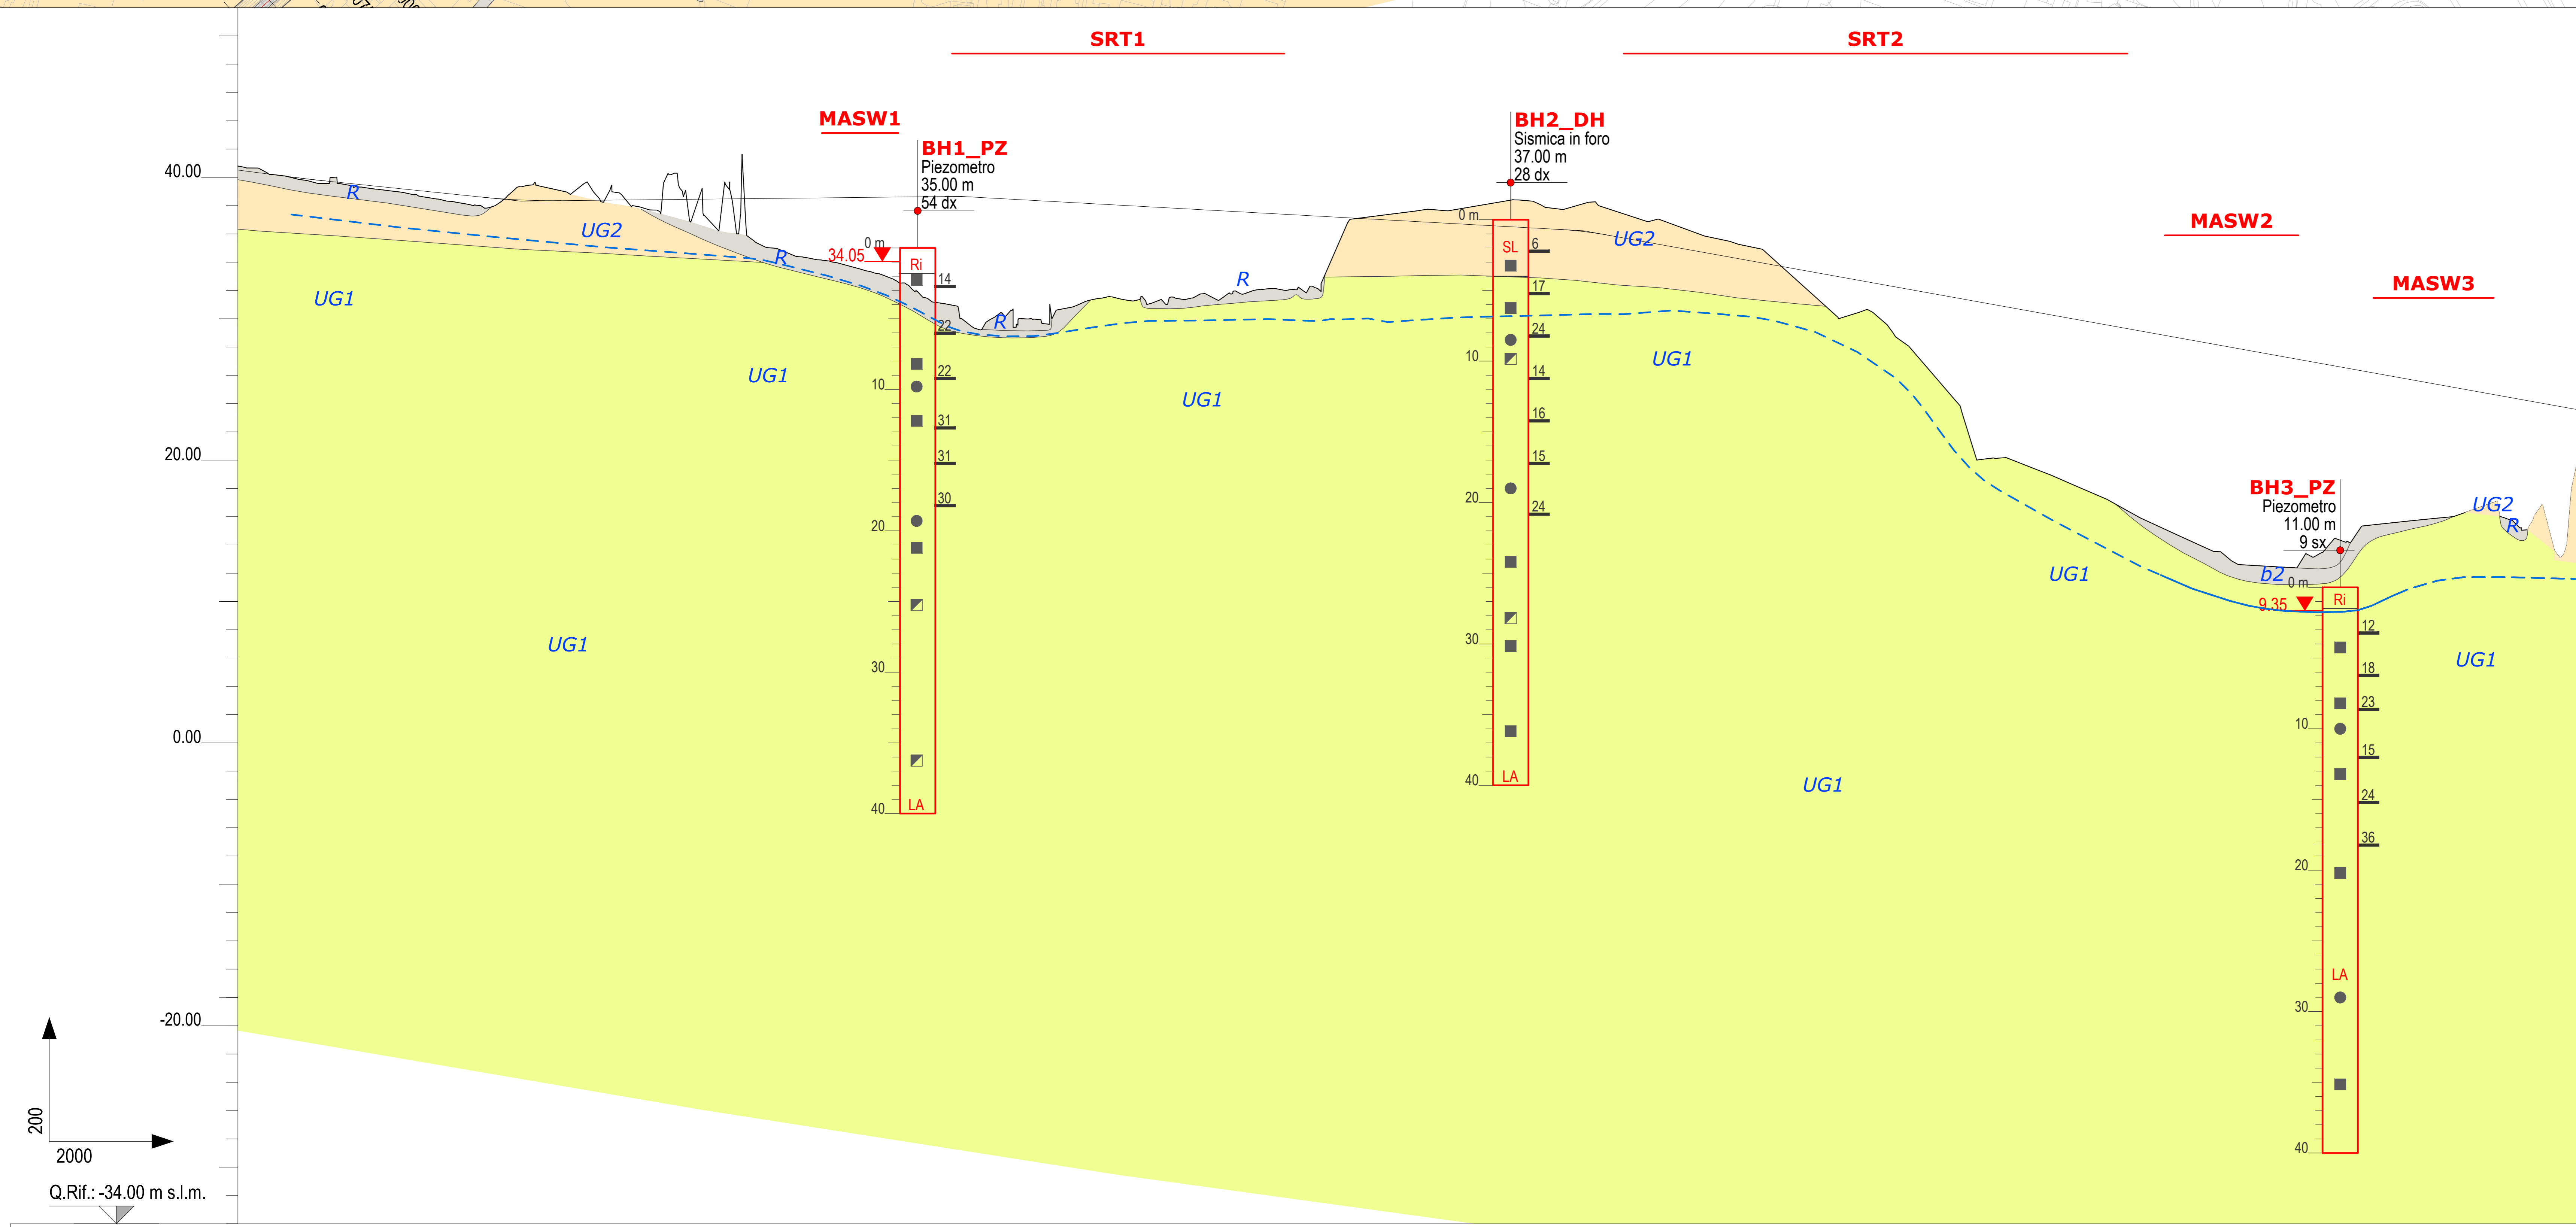 SRT1
SRT2
MASW1
BH1_PZ
Piezometro
35.00 m
54 dx
BH2_DH
Sismica in foro
37.00 m
28 dx
MASW2
MASW3
BH3_PZ
Piezometro
11.00 m
9 sx
40.00
20.00
0.00
-20.00
R
UG2
R
UG1
UG1
UG1
R
R
UG1
UG2
UG1
UG1
UG1
b2
UG2
R
UG1
34.05
0 m
Ri
14
22
22
10
31
31
30
20
30
LA
40
0 m
SL
6
17
24
10
14
16
15
20
24
30
LA
40
9.35
0 m
Ri
12
18
23
10
15
24
36
20
LA
30
40
200
2000
Q.Rif.: -34.00 m s.l.m.